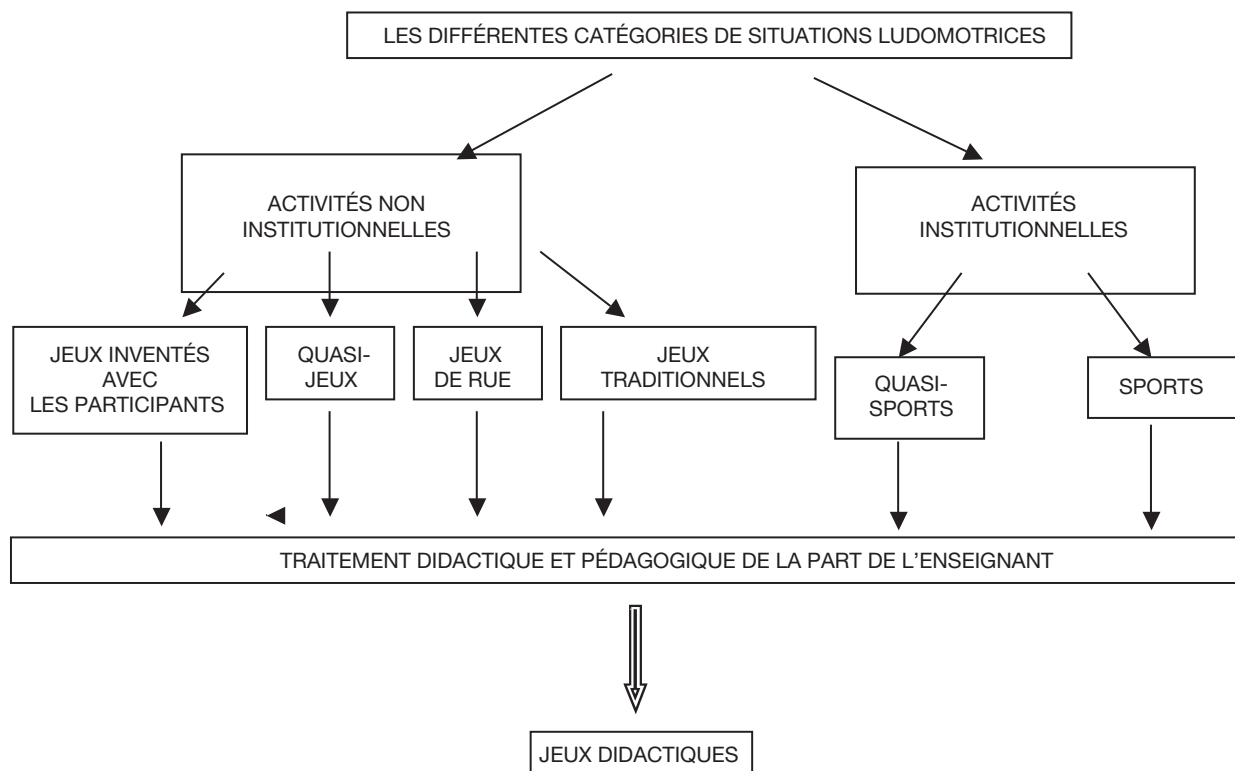 LES DIFFÉRENTES CATÉGORIES DE SITUATIONS LUDOMOTRICES
ACTIVITÉS NON
INSTITUTIONNELLES
ACTIVITÉS
INSTITUTIONNELLES
JEUX INVENTÉS
AVEC
LES PARTICIPANTS
QUASI-
JEUX
JEUX
DE RUE
JEUX
TRADITIONNELS
QUASI-
SPORTS
SPORTS
TRAITEMENT DIDACTIQUE ET PÉDAGOGIQUE DE LA PART DE L'ENSEIGNANT
JEUX DIDACTIQUES